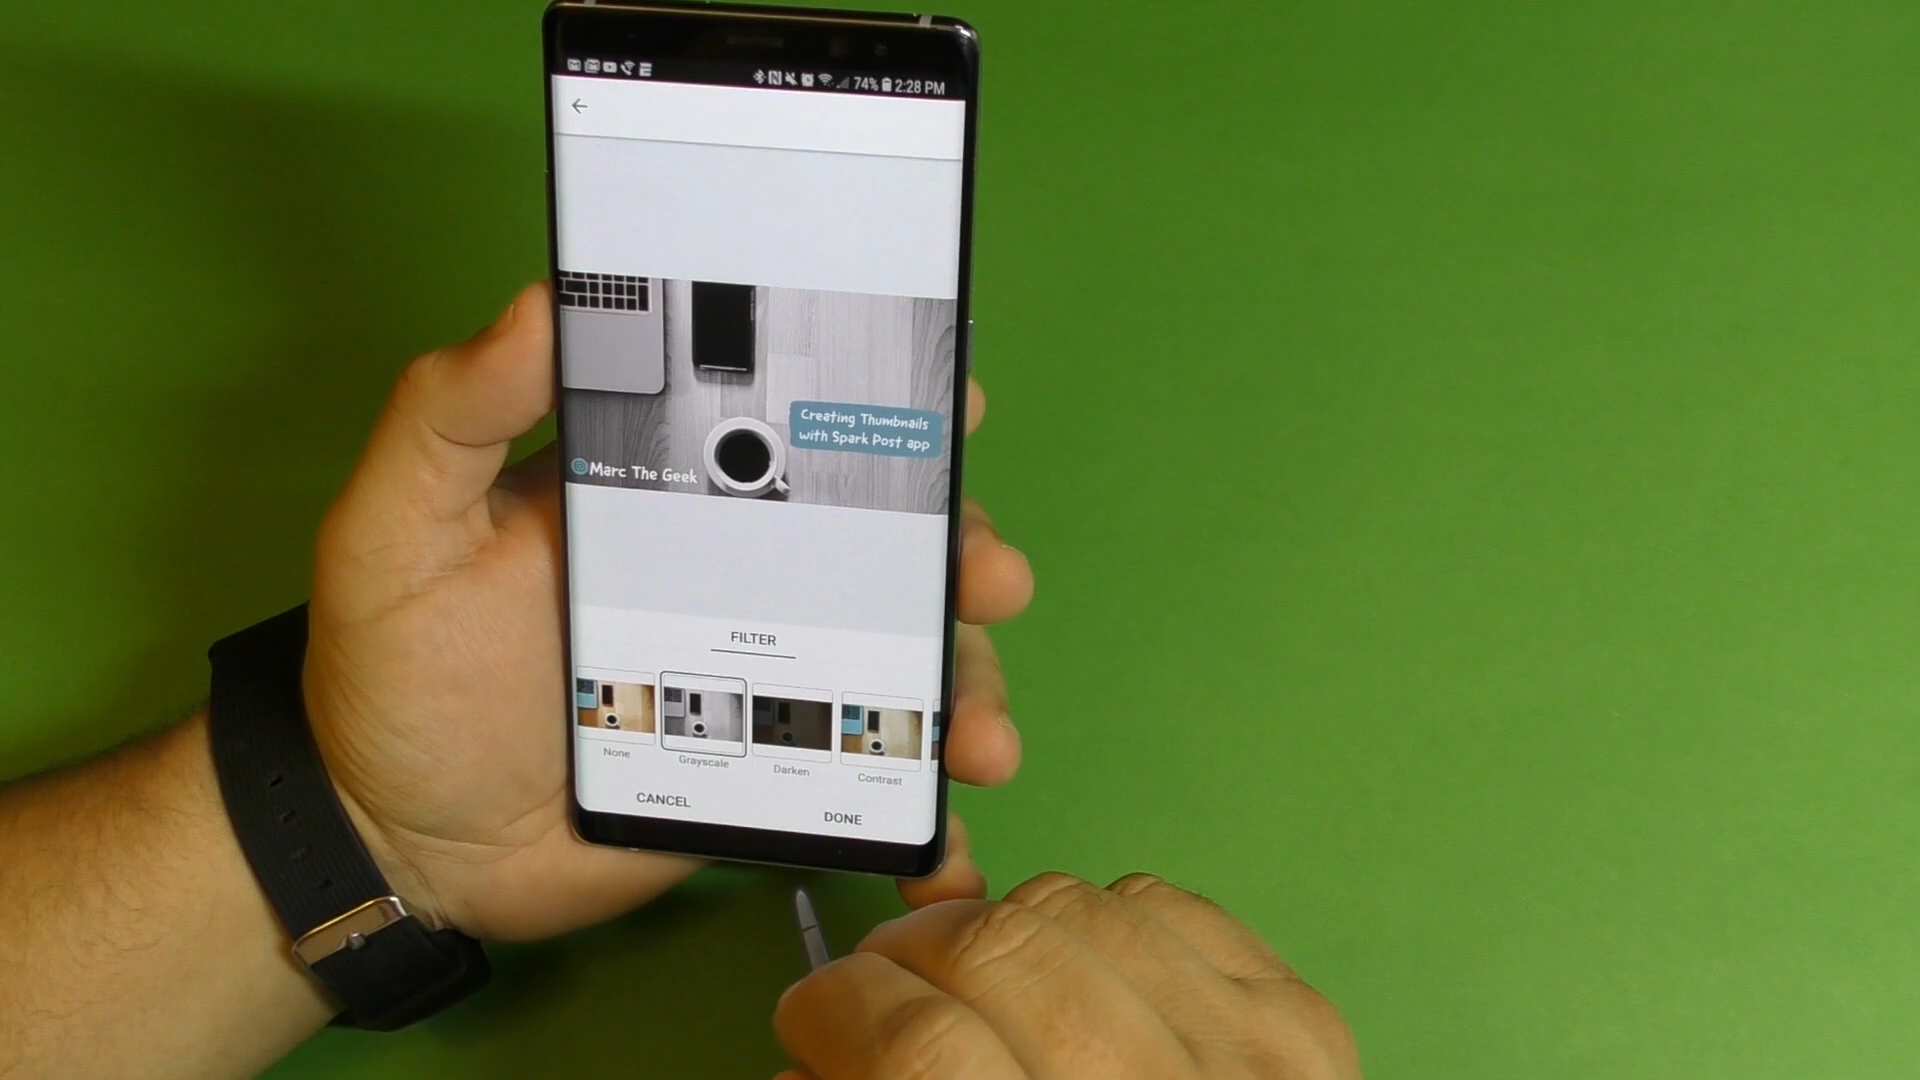 74% 2:28 PM
Creating Thumbnails
with Spark Post app
Marc The Geek
FILTER
None
Grayscale
Darken
Contrast
CANCEL
DONE